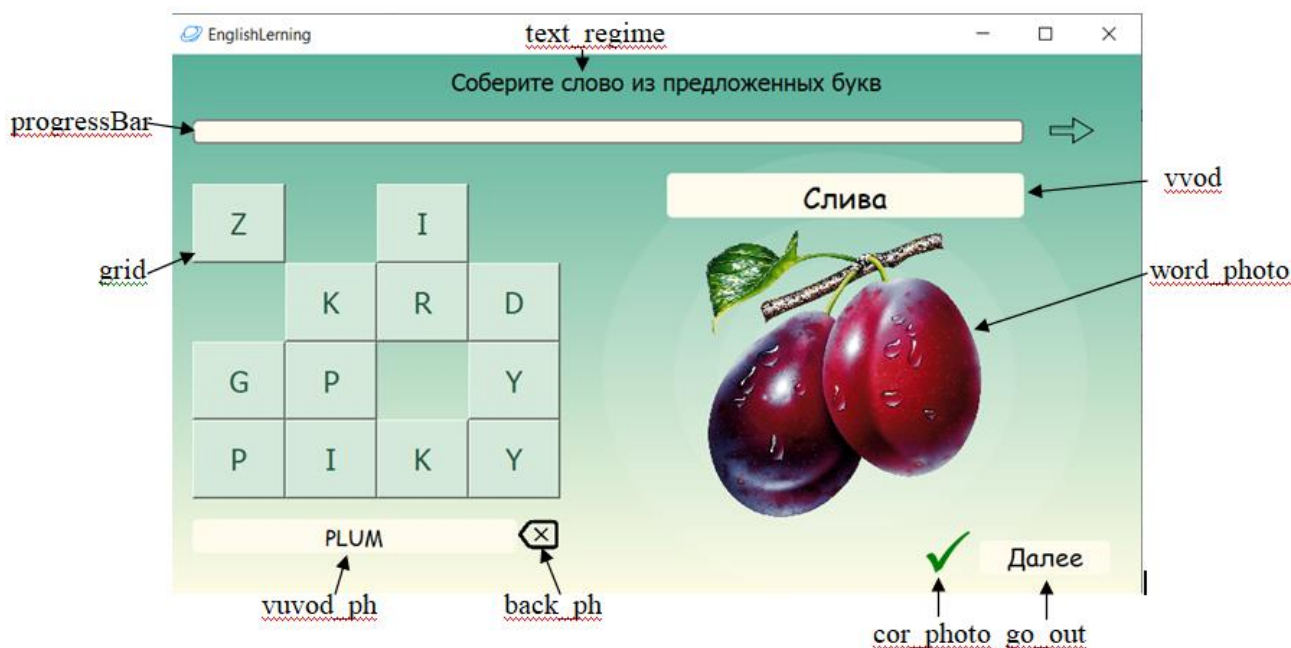 EnglishLerning
text_regime
Соберите слово из предложенных букв
progressBar
vvod
Слива
Z I
grid
word_photo
K R D
G P Y
P I K Y
PLUM
Далее
vuvod_ph
back_ph
cor_photo go_out